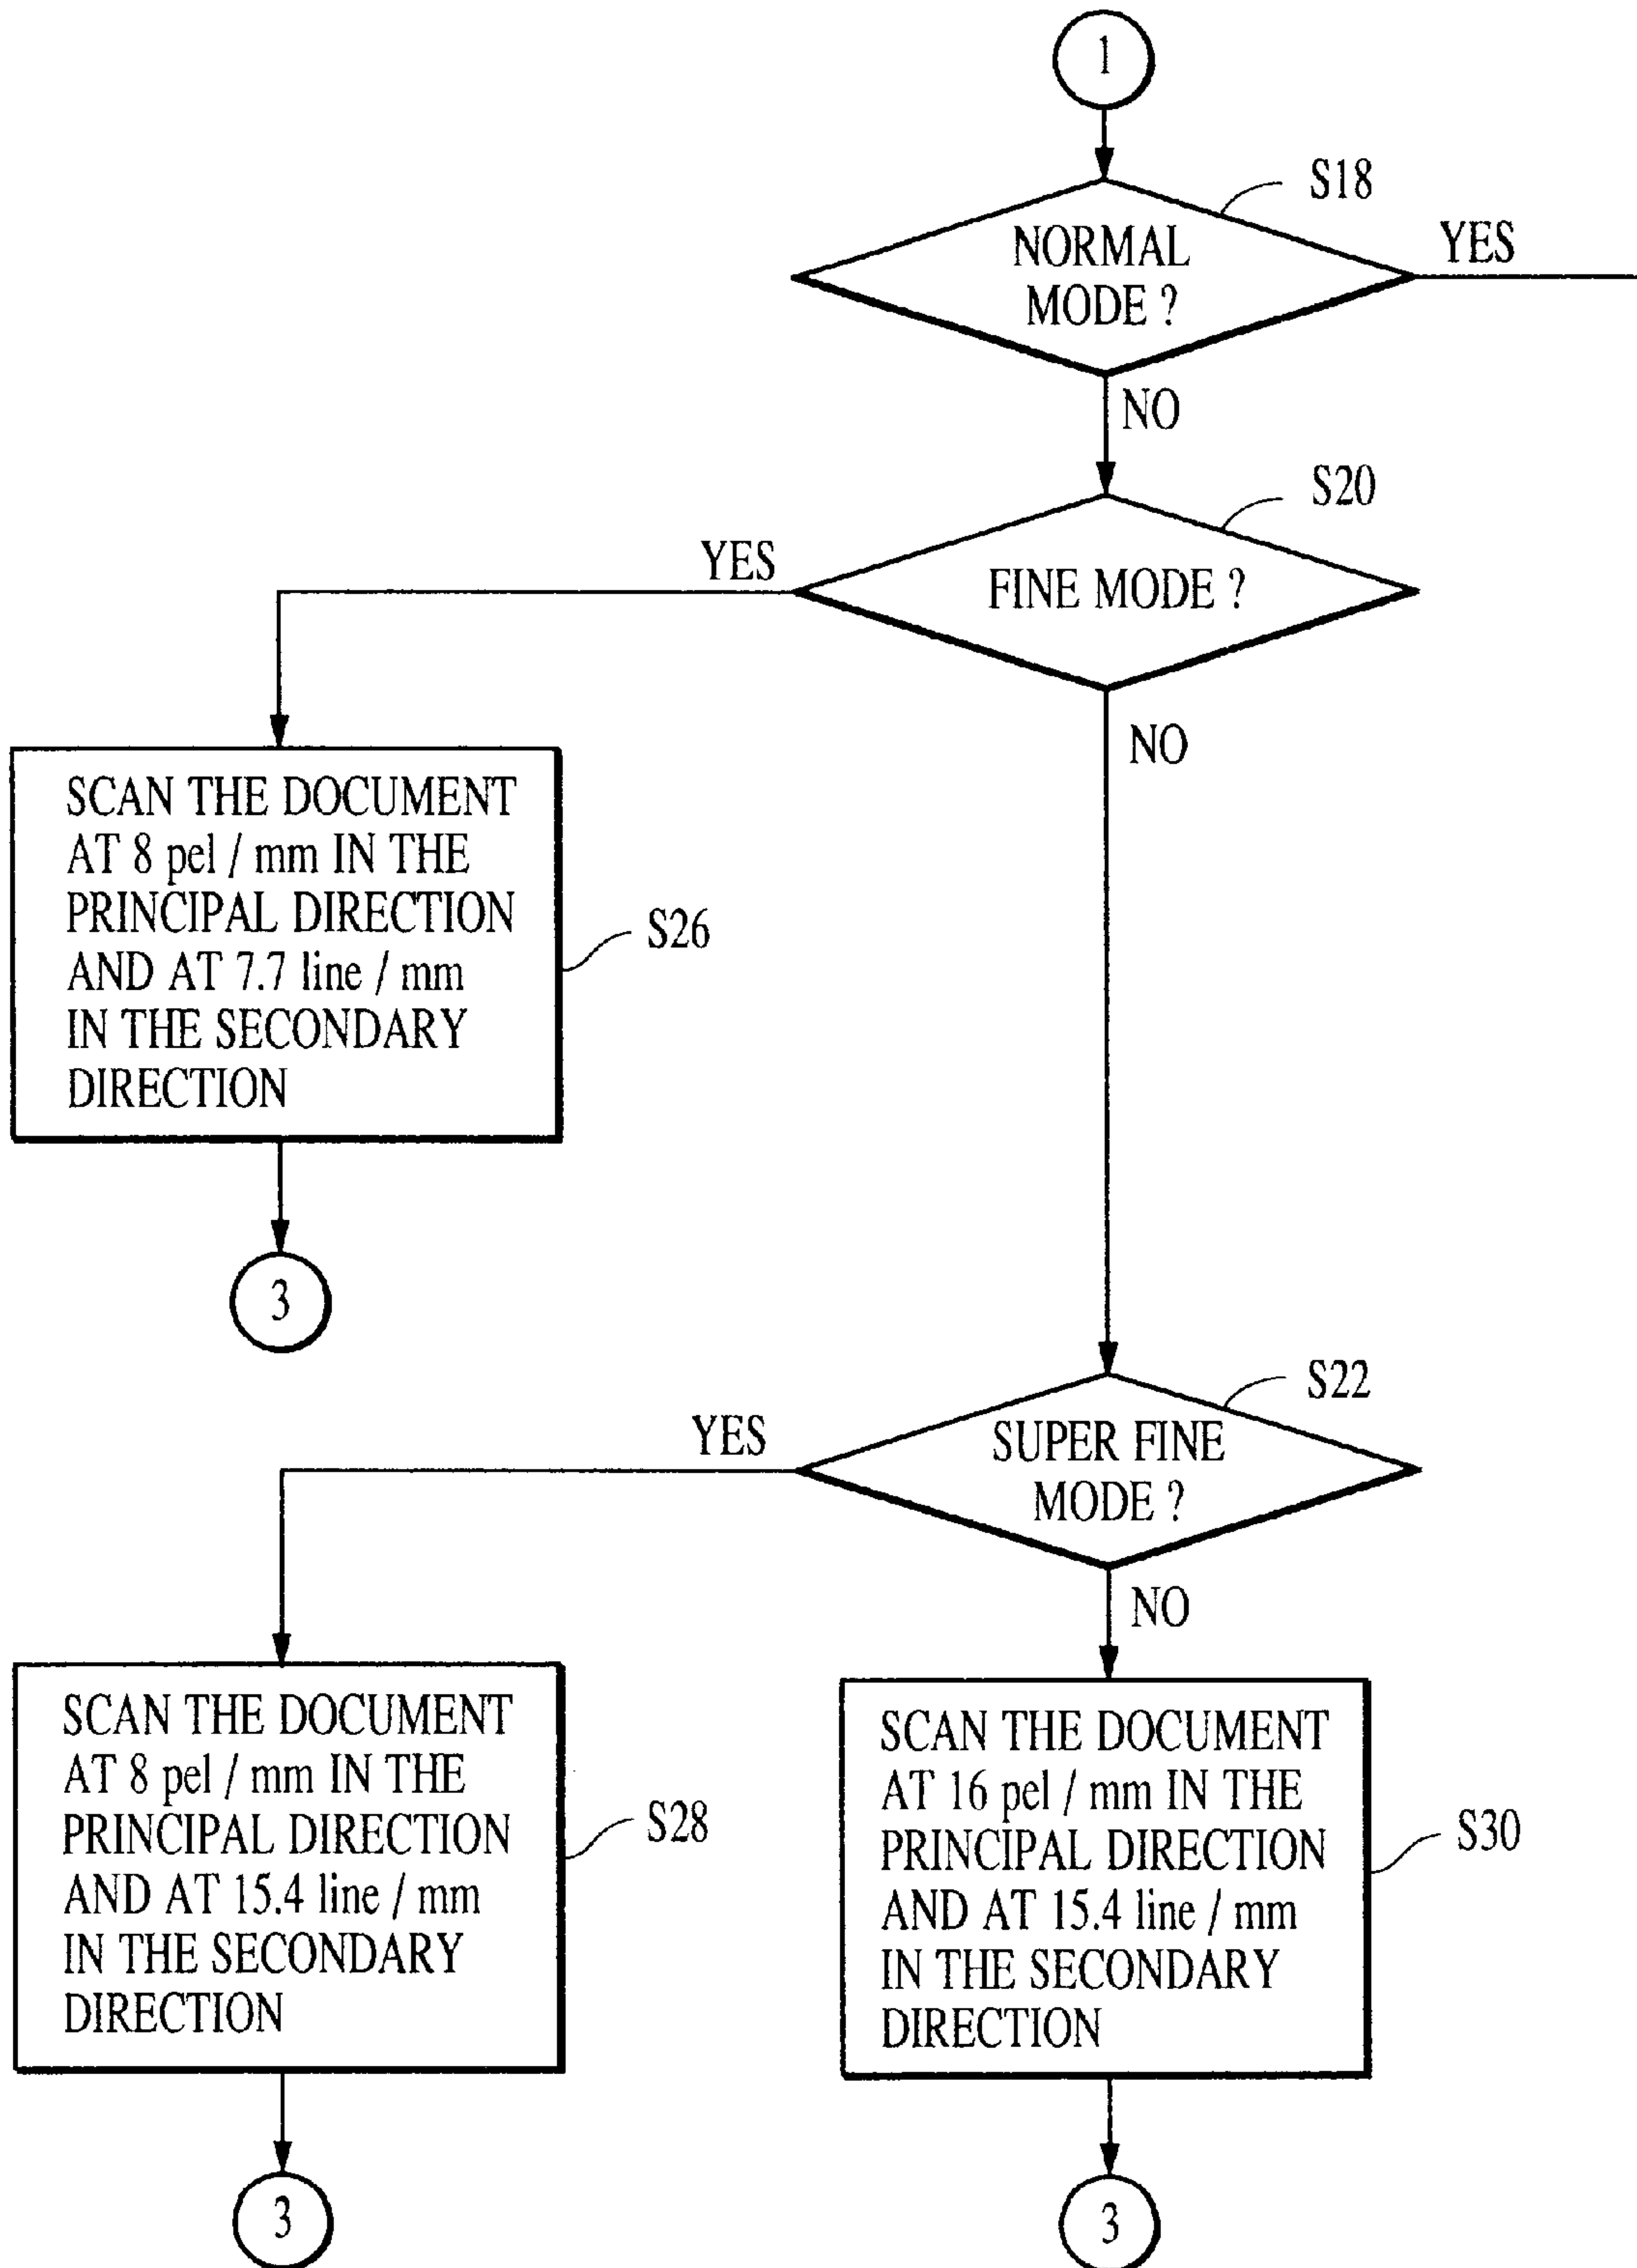 1
S18
NORMAL
MODE ?
YES
NO
S20
YES
FINE MODE ?
NO
SCAN THE DOCUMENT
AT 8 pel / mm IN THE
PRINCIPAL DIRECTION
AND AT 7.7 line / mm
IN THE SECONDARY
DIRECTION
S26
3
S22
YES
SUPER FINE
MODE ?
NO
SCAN THE DOCUMENT
AT 8 pel / mm IN THE
PRINCIPAL DIRECTION
AND AT 15.4 line / mm
IN THE SECONDARY
DIRECTION
S28
SCAN THE DOCUMENT
AT 16 pel / mm IN THE
PRINCIPAL DIRECTION
AND AT 15.4 line / mm
IN THE SECONDARY
DIRECTION
S30
3
3